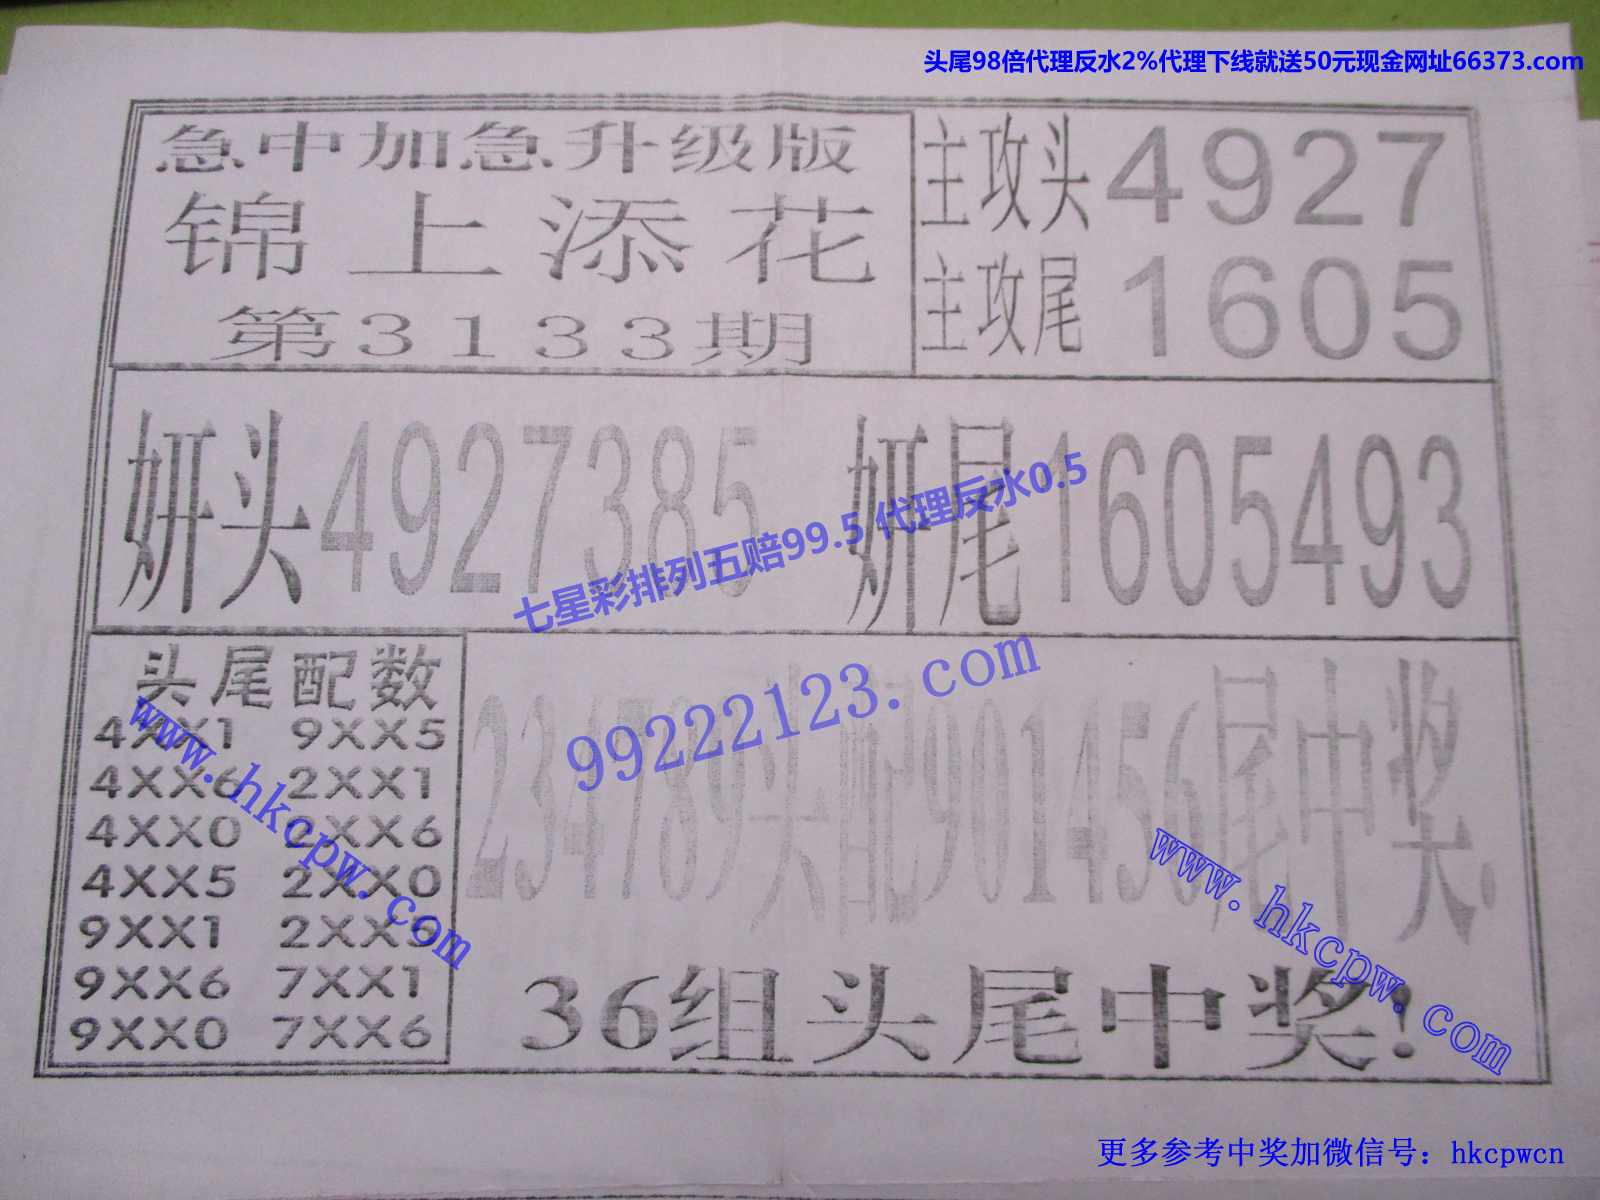 头尾98倍代理反水2%代理下线就送50元现金网址66373.com
急中加急升级版
锦上添花
第3133期
主攻头4927
主攻尾1605
妍头4927385
妍尾1605493
七星彩排列五赔99.5 代理反水0.5
99222123.com
头尾配数
4XX1 9XX5
4XX6 2XX1
4XX0 2XX6
4XX5 2XX0
9XX1 2XX5
9XX6 7XX1
9XX0 7XX6
www.hkcpw.com
234789头配901456尾中奖!
www.hkcpw.com
36组头尾中奖!
更多参考中奖加微信号：hkcpwcn